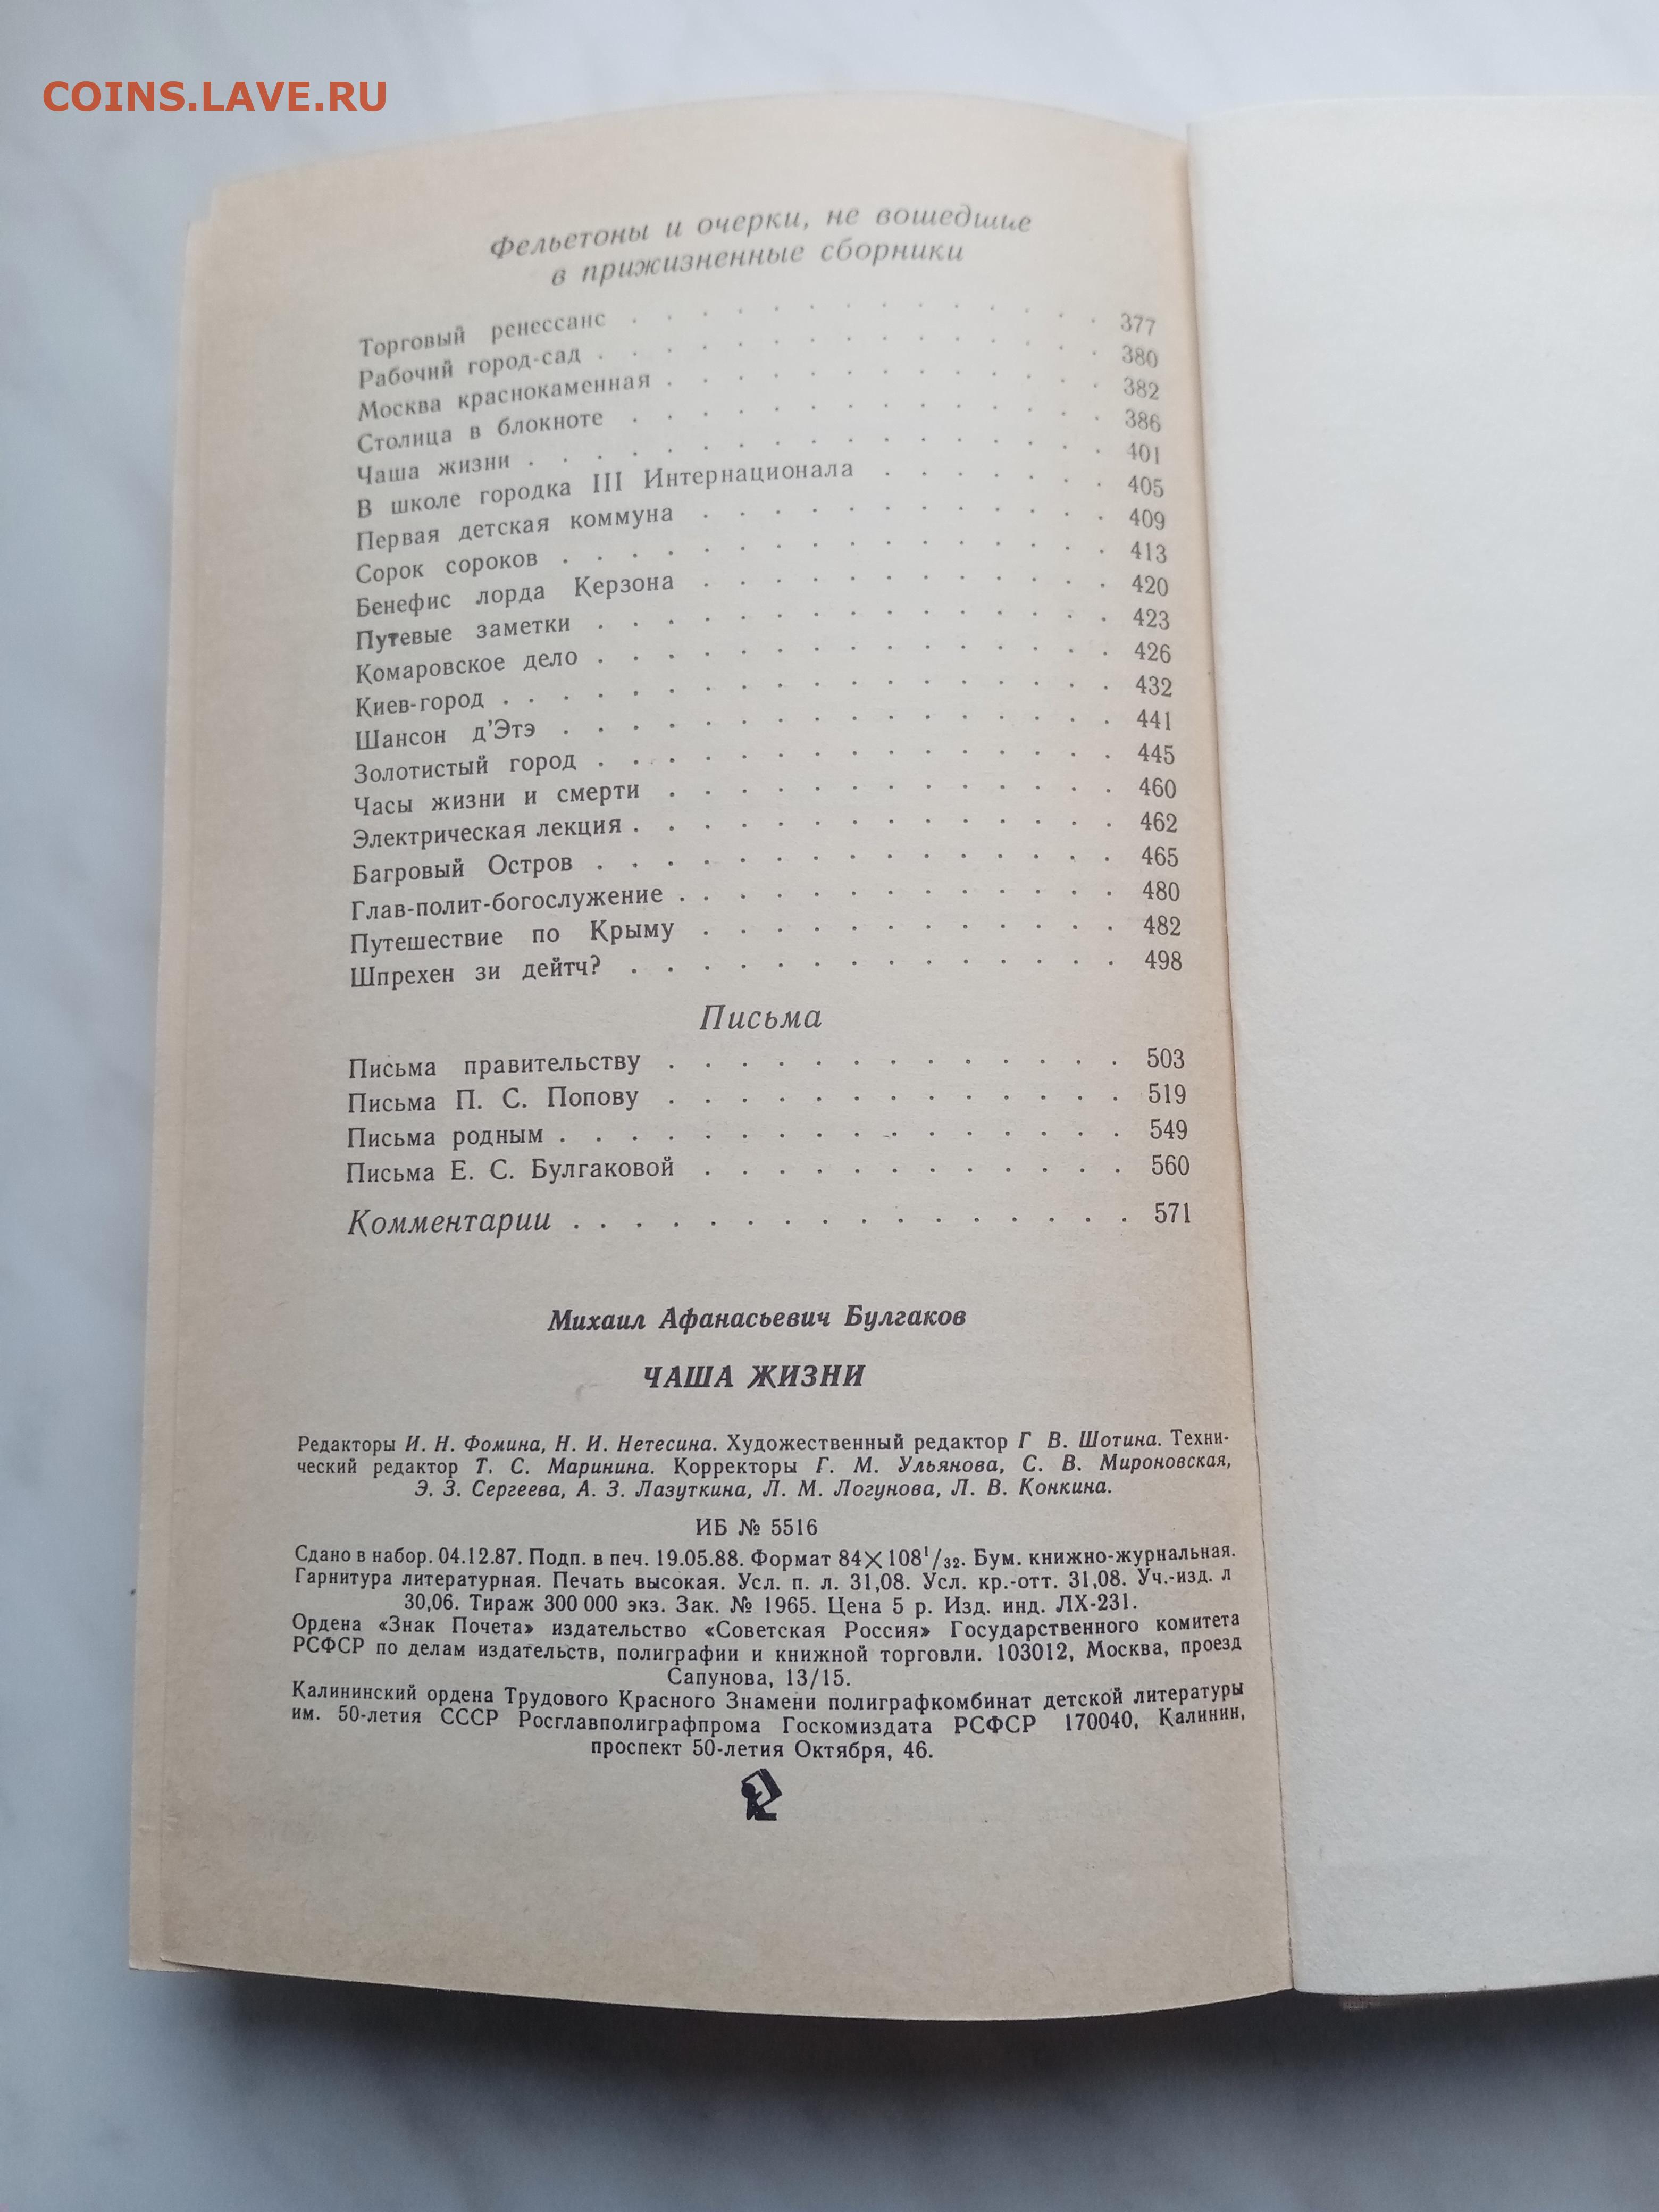 COINS.LAVE.RU
Фельетоны и очерки, не вошедшие
в прижизненные сборники
Торговый ренессанс . . . . . . . . . . . . . . 377
Рабочий город-сад . . . . . . . . . . . . . . . 380
Москва краснокаменная . . . . . . . . . . . . . 382
Столица в блокноте . . . . . . . . . . . . . . 386
Чаша жизни . . . . . . . . . . . . . . . . . 401
В школе городка III Интернационала . . . . . . . 405
Первая детская коммуна . . . . . . . . . . . . 409
Сорок сороков . . . . . . . . . . . . . . . . 413
Бенефис лорда Керзона . . . . . . . . . . . . 420
Путевые заметки . . . . . . . . . . . . . . . 423
Комаровское дело . . . . . . . . . . . . . . . 426
Киев-город . . . . . . . . . . . . . . . . . . 432
Шансон д'Этэ . . . . . . . . . . . . . . . . 441
Золотистый город . . . . . . . . . . . . . . . 445
Часы жизни и смерти . . . . . . . . . . . . . 460
Электрическая лекция . . . . . . . . . . . . . . 462
Багровый Остров . . . . . . . . . . . . . . . 465
Глав-полит-богослужение . . . . . . . . . . . . . 480
Путешествие по Крыму . . . . . . . . . . . . 482
Шпрехен зи дейтч? . . . . . . . . . . . . . . 498
Письма
Письма правительству . . . . . . . . . . . . . 503
Письма П. С. Попову . . . . . . . . . . . . . 519
Письма родным . . . . . . . . . . . . . . . . 549
Письма Е. С. Булгаковой . . . . . . . . . . . . 560
Комментарии . . . . . . . . . . . . . . . . . 571
Михаил Афанасьевич Булгаков
ЧАША ЖИЗНИ
Редакторы И. Н. Фомина, Н. И. Нетесина. Художественный редактор Г В. Шотина. Техни-
ческий редактор Т. С. Маринина. Корректоры Г. М. Ульянова, С. В. Мироновская,
Э. З. Сергеева, А. З. Лазуткина, Л. М. Логунова, Л. В. Конкина.
ИБ № 5516
Сдано в набор. 04.12.87. Подп. в печ. 19.05.88. Формат 84×108¹/₃₂. Бум. книжно-журнальная.
Гарнитура литературная. Печать высокая. Усл. п. л. 31,08. Усл. кр.-отт. 31,08. Уч.-изд. л
30,06. Тираж 300 000 экз. Зак. № 1965. Цена 5 р. Изд. инд. ЛХ-231.
Ордена «Знак Почета» издательство «Советская Россия» Государственного комитета
РСФСР по делам издательств, полиграфии и книжной торговли. 103012, Москва, проезд
Сапунова, 13/15.
Калининский ордена Трудового Красного Знамени полиграфкомбинат детской литературы
им. 50-летия СССР Росглавполиграфпрома Госкомиздата РСФСР 170040, Калинин,
проспект 50-летия Октября, 46.